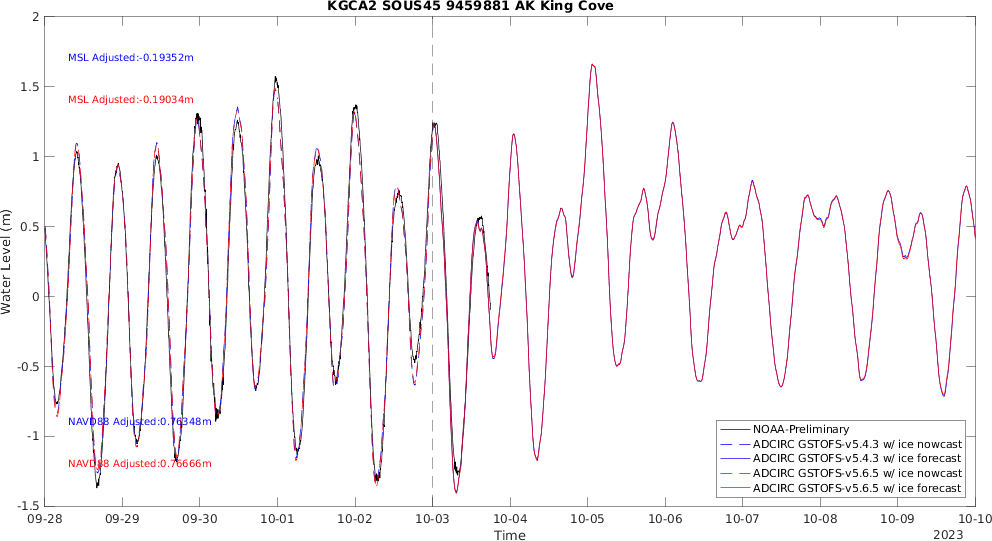 KGCA2 SOUS45 9459881 AK King Cove
2
1.5
1
0.5
0
-0.5
-1
-1.5
Water Level (m)
MSL Adjusted:-0.19352m
MSL Adjusted:-0.19034m
NAVD88 Adjusted:0.76348m
NAVD88 Adjusted:0.76666m
NOAA-Preliminary
ADCIRC GSTOFS-v5.4.3 w/ ice nowcast
ADCIRC GSTOFS-v5.4.3 w/ ice forecast
ADCIRC GSTOFS-v5.6.5 w/ ice nowcast
ADCIRC GSTOFS-v5.6.5 w/ ice forecast
09-28 09-29 09-30 10-01 10-02 10-03 10-04 10-05 10-06 10-07 10-08 10-09 10-10
Time
2023